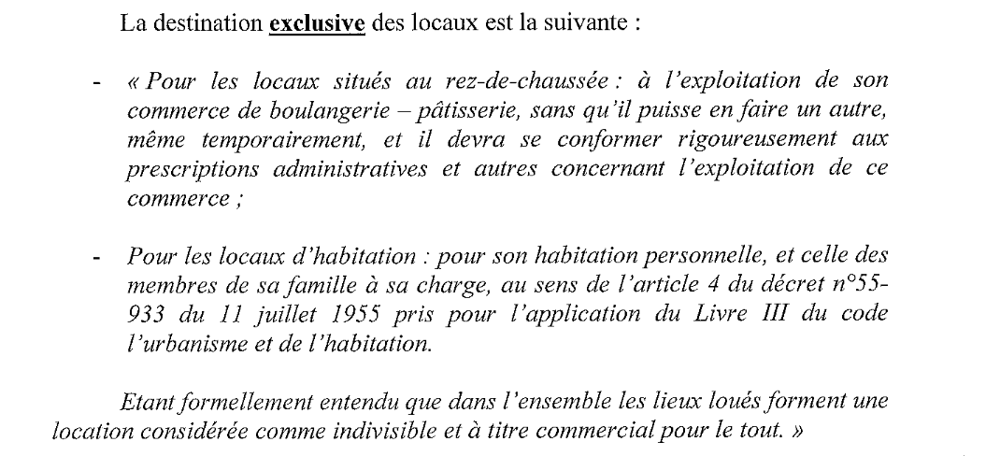 La destination exclusive des locaux est la suivante :
- « Pour les locaux situés au rez-de-chaussée : à l'exploitation de son
commerce de boulangerie – pâtisserie, sans qu'il puisse en faire un autre,
même temporairement, et il devra se conformer rigoureusement aux
prescriptions administratives et autres concernant l'exploitation de ce
commerce ;
- Pour les locaux d'habitation : pour son habitation personnelle, et celle des
membres de sa famille à sa charge, au sens de l'article 4 du décret n°55-
933 du 11 juillet 1955 pris pour l'application du Livre III du code
l'urbanisme et de l'habitation.
Etant formellement entendu que dans l'ensemble les lieux loués forment une
location considérée comme indivisible et à titre commercial pour le tout. »